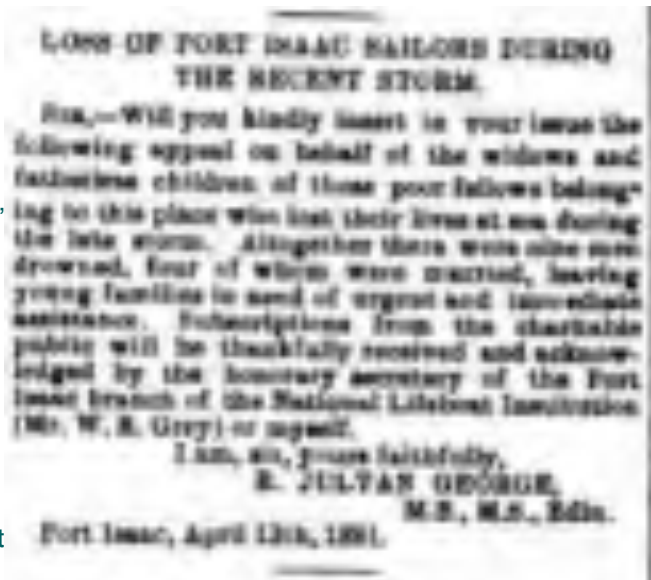 LOSS OF PORT ISAAC SAILORS DURING
THE RECENT STORM.
SIR,—Will you kindly insert in your issue the
following appeal on behalf of the widows and
fatherless children of those poor fellows belong-
ing to this place who lost their lives at sea during
the late storm. Altogether there were nine men
drowned, four of whom were married, leaving
young families in need of urgent and immediate
assistance. Subscriptions from the charitable
public will be thankfully received and acknow-
ledged by the honorary secretary of the Port
Isaac branch of the National Lifeboat Institution
(Mr. W. Grey) or myself.
I am, sir, yours faithfully,
JULYAN GEORGE,
M.B., M.S., Edin.
Port Isaac, April